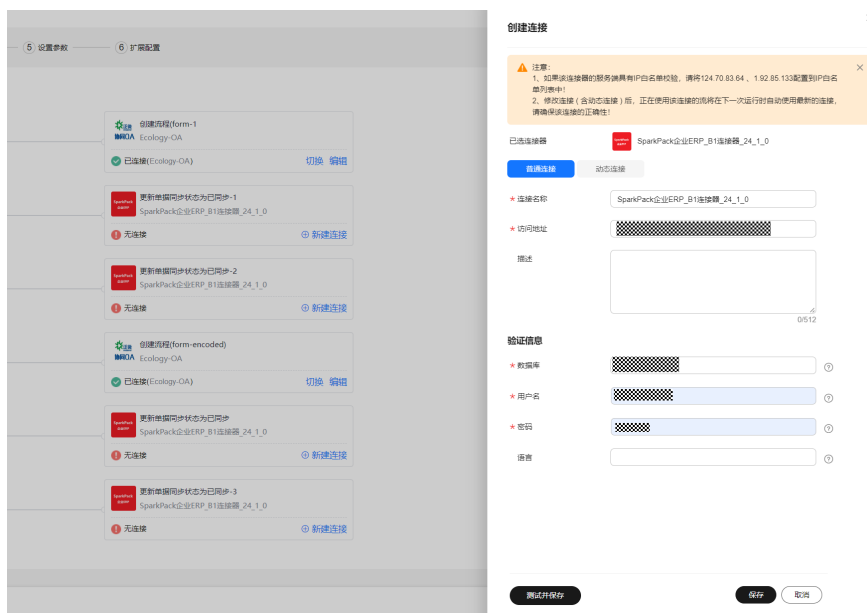 5 设置参数
6 扩展配置
创建流程(form-1
Ecology-OA
已连接(Ecology-OA)
切换 编辑
更新单据同步状态为已同步-1
SparkPack企业ERP_B1连接器_24_1_0
无连接
新建连接
更新单据同步状态为已同步-2
SparkPack企业ERP_B1连接器_24_1_0
无连接
新建连接
创建流程(form-encoded)
Ecology-OA
已连接(Ecology-OA)
切换 编辑
更新单据同步状态为已同步
SparkPack企业ERP_B1连接器_24_1_0
无连接
新建连接
更新单据同步状态为已同步-3
SparkPack企业ERP_B1连接器_24_1_0
无连接
新建连接
创建连接
注意:
1、如果该连接器的服务端具有IP白名单校验，请将124.70.83.64 、1.92.85.133配置到IP白名
单列表中!
2、修改连接 ( 含动态连接 ) 后，正在使用该连接的流将在下一次运行时自动使用最新的连接,
请确保该连接的正确性!
已选连接器
SparkPack企业ERP_B1连接器_24_1_0
普通连接
动态连接
* 连接名称
SparkPack企业ERP_B1连接器_24_1_0
* 访问地址
描述
0/512
验证信息
* 数据库
* 用户名
* 密码
语言
测试并保存
保存
取消